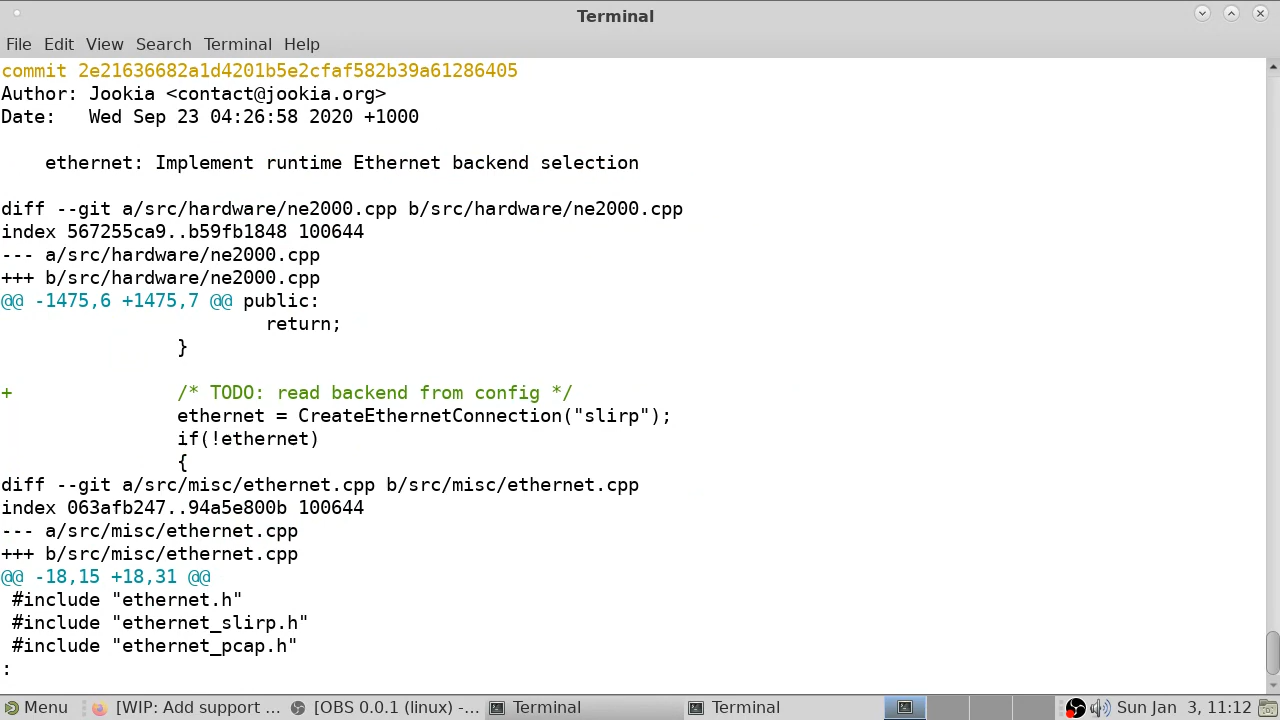 Terminal
File Edit View Search Terminal Help
commit 2e21636682a1d4201b5e2cfaf582b39a61286405
Author: Jookia <contact@jookia.org>
Date:   Wed Sep 23 04:26:58 2020 +1000
    ethernet: Implement runtime Ethernet backend selection
diff --git a/src/hardware/ne2000.cpp b/src/hardware/ne2000.cpp
index 567255ca9..b59fb1848 100644
--- a/src/hardware/ne2000.cpp
+++ b/src/hardware/ne2000.cpp
@@ -1475,6 +1475,7 @@ public:
                        return;
                }
+               /* TODO: read backend from config */
                ethernet = CreateEthernetConnection("slirp");
                if(!ethernet)
                {
diff --git a/src/misc/ethernet.cpp b/src/misc/ethernet.cpp
index 063afb247..94a5e800b 100644
--- a/src/misc/ethernet.cpp
+++ b/src/misc/ethernet.cpp
@@ -18,15 +18,31 @@
 #include "ethernet.h"
 #include "ethernet_slirp.h"
 #include "ethernet_pcap.h"
:
Menu [WIP: Add support ... [OBS 0.0.1 (linux) -... Terminal Terminal Sun Jan 3, 11:12